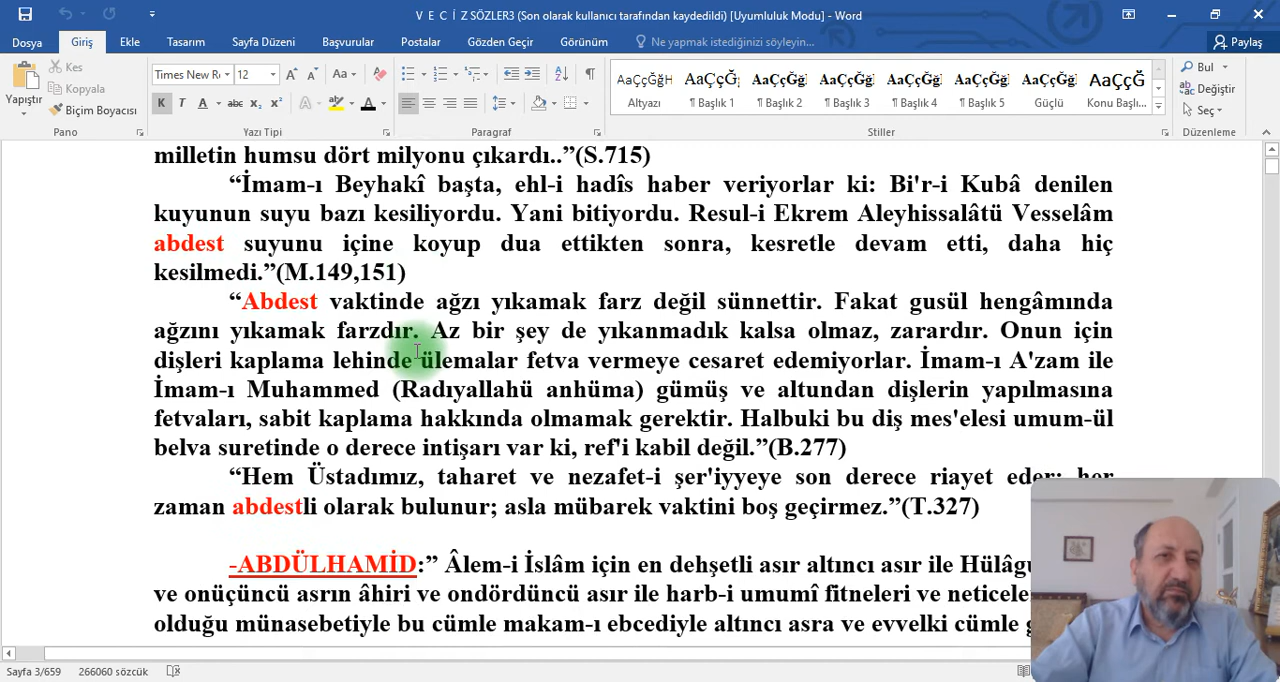 V E C İ Z SÖZLER3 (Son olarak kullanıcı tarafından kaydedildi) [Uyumluluk Modu] - Word
Dosya Giriş Ekle Tasarım Sayfa Düzeni Başvurular Postalar Gözden Geçir Görünüm Ne yapmak istediğinizi söyleyin... Paylaş
Yapıştır
Kes
Kopyala
Biçim Boyacısı
Pano
Times New Ro 12
Yazı Tipi
Paragraf
AaÇçĞğH AaÇçĞ AaÇçĞğ AaÇçĞğ AaÇçĞğ AaÇçĞğ AaÇçĞğ AaÇçĞ
Altyazı ¶ Başlık 1 ¶ Başlık 2 ¶ Başlık 3 ¶ Başlık 4 ¶ Başlık 5 Güçlü Konu Başlı...
Stiller
Bul
Değiştir
Seç
Düzenleme
milletin humsu dört milyonu çıkardı..”(S.715)
“İmam-ı Beyhakî başta, ehl-i hadîs haber veriyorlar ki: Bi'r-i Kubâ denilen
kuyunun suyu bazı kesiliyordu. Yani bitiyordu. Resul-i Ekrem Aleyhissalâtü Vesselâm
abdest suyunu içine koyup dua ettikten sonra, kesretle devam etti, daha hiç
kesilmedi.”(M.149,151)
“Abdest vaktinde ağzı yıkamak farz değil sünnettir. Fakat gusül hengâmında
ağzını yıkamak farzdır. Az bir şey de yıkanmadık kalsa olmaz, zarardır. Onun için
dişleri kaplama lehinde ülemalar fetva vermeye cesaret edemiyorlar. İmam-ı A'zam ile
İmam-ı Muhammed (Radıyallahü anhüma) gümüş ve altundan dişlerin yapılmasına
fetvaları, sabit kaplama hakkında olmamak gerektir. Halbuki bu diş mes'elesi umum-ül
belva suretinde o derece intişarı var ki, ref'i kabil değil.”(B.277)
“Hem Üstadımız, taharet ve nezafet-i şer'iyyeye son derece riayet eder; her
zaman abdestli olarak bulunur; asla mübarek vaktini boş geçirmez.”(T.327)
-ABDÜLHAMİD:” Âlem-i İslâm için en dehşetli asır altıncı asır ile
ve onüçüncü asrın âhiri ve ondördüncü asır ile harb-i umumî fitneleri ve
olduğu münasebetiyle bu cümle makam-ı ebcediyle altıncı asra ve evvelki cümle
Sayfa 3/659 266060 sözcük